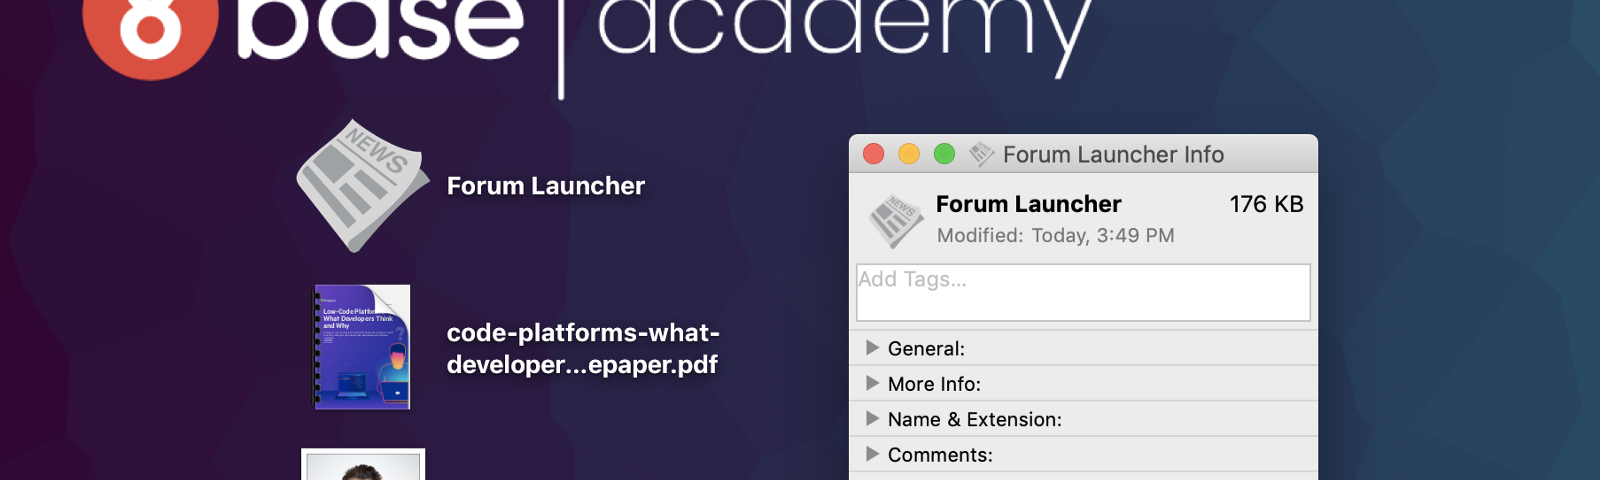 8base | academy
NEWS
Forum Launcher
Low-Code Platforms
What Developers Think
and Why
code-platforms-what-
developer...epaper.pdf
Forum Launcher Info
NEWS
Forum Launcher 176 KB
Modified: Today, 3:49 PM
Add Tags...
General:
More Info:
Name & Extension:
Comments: